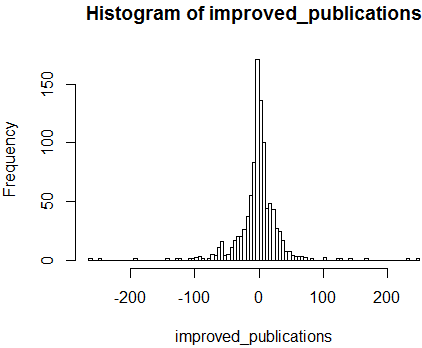 Histogram of improved_publications
Frequency
150
100
50
0
-200 -100 0 100 200
improved_publications